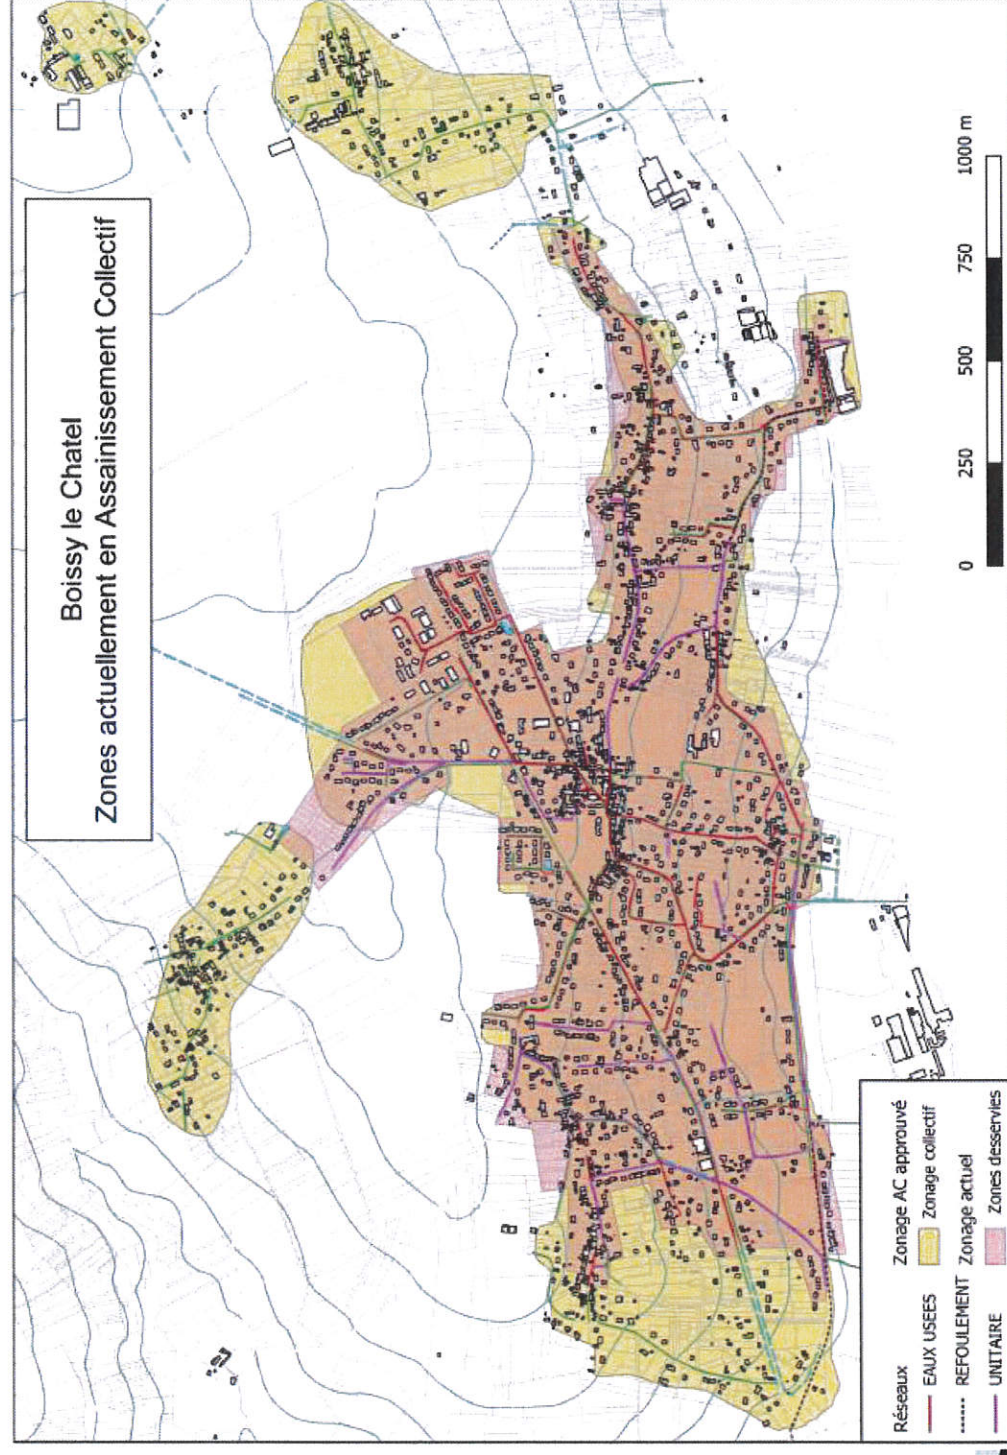 Boissy le Chatel
Zones actuellement en Assainissement Collectif
0 250 500 750 1000 m
Réseaux
EAUX USEES
REFOULEMENT
UNITAIRE
Zonage AC approuvé
Zonage collectif
Zonage actuel
Zones desservies